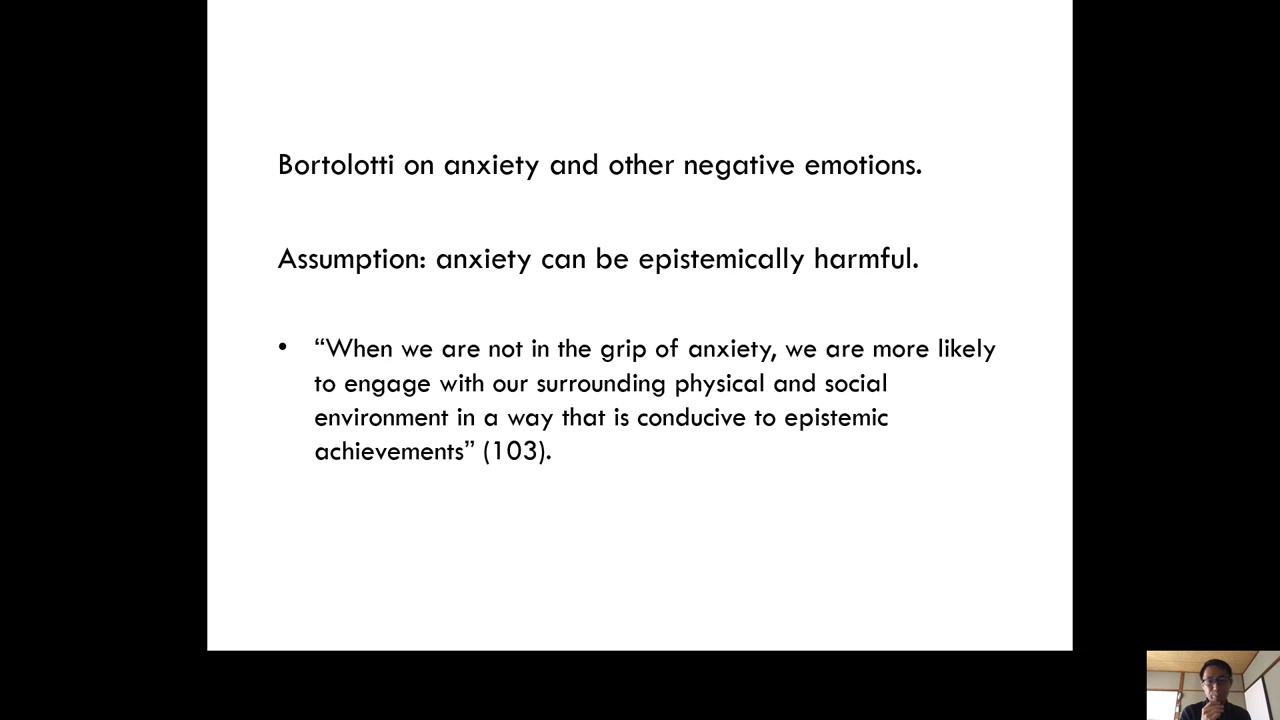 Bortolotti on anxiety and other negative emotions.
Assumption: anxiety can be epistemically harmful.
• “When we are not in the grip of anxiety, we are more likely
to engage with our surrounding physical and social
environment in a way that is conducive to epistemic
achievements” (103).